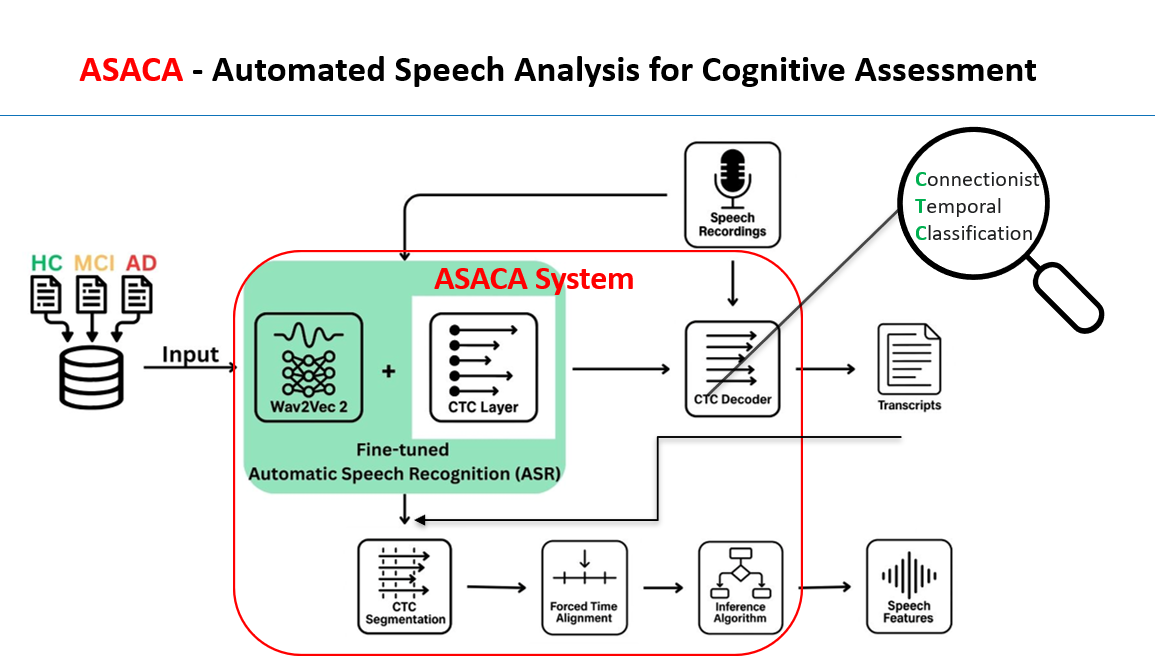 ASACA - Automated Speech Analysis for Cognitive Assessment
Connectionist
Temporal
Classification
Speech
Recordings
HC MCI AD
ASACA System
Input
Wav2Vec 2
+
CTC Layer
CTC Decoder
Transcripts
Fine-tuned
Automatic Speech Recognition (ASR)
CTC
Segmentation
Forced Time
Alignment
Inference
Algorithm
Speech
Features